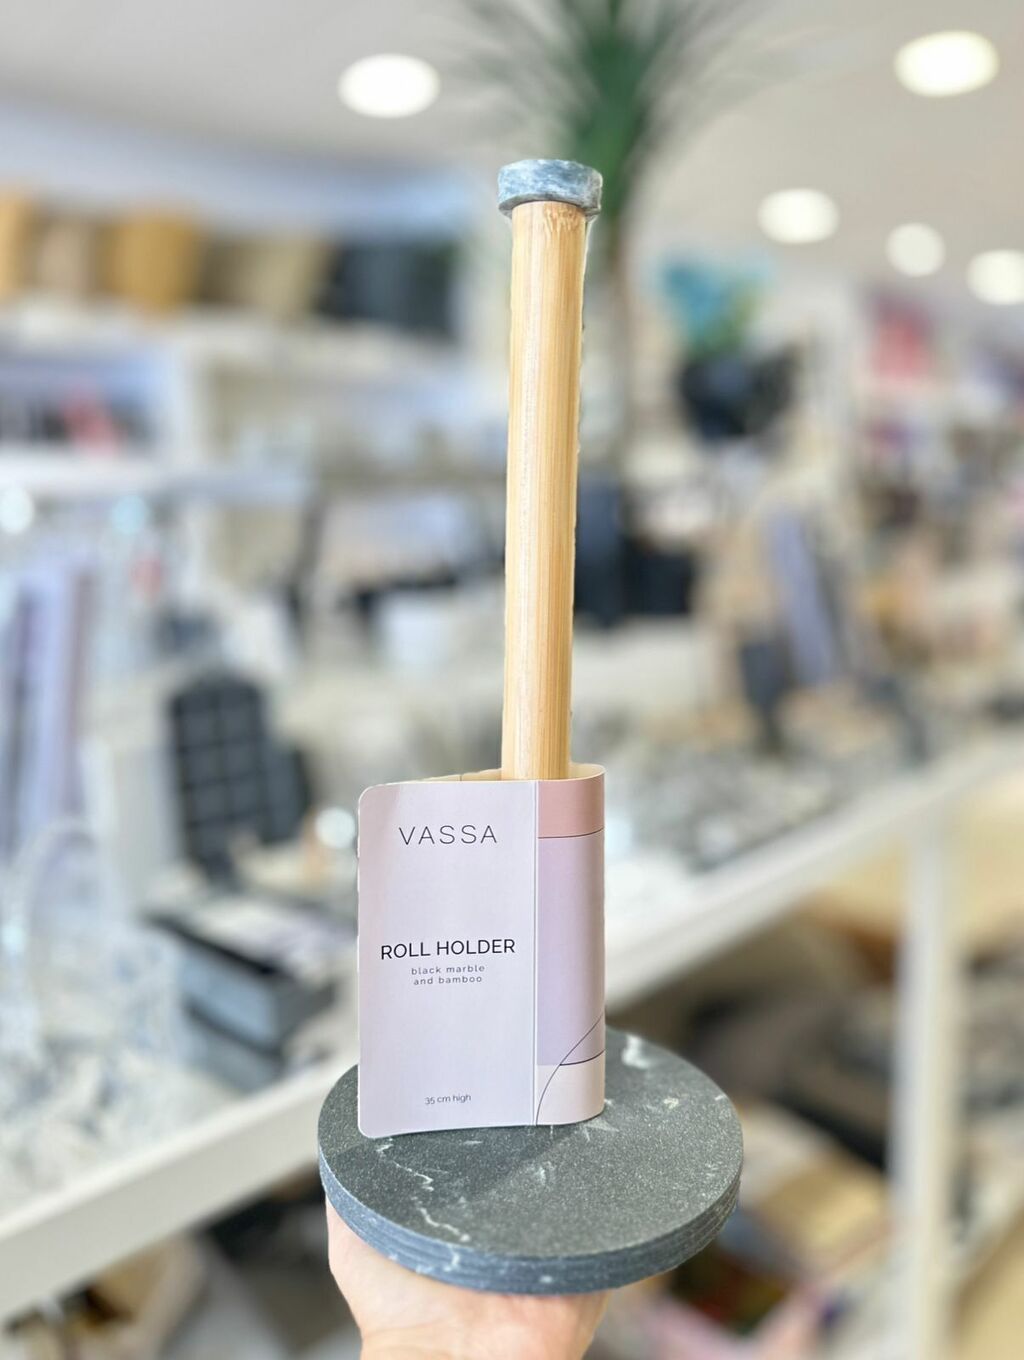 VASSA
ROLL HOLDER
black marble
and bamboo
35 cm high